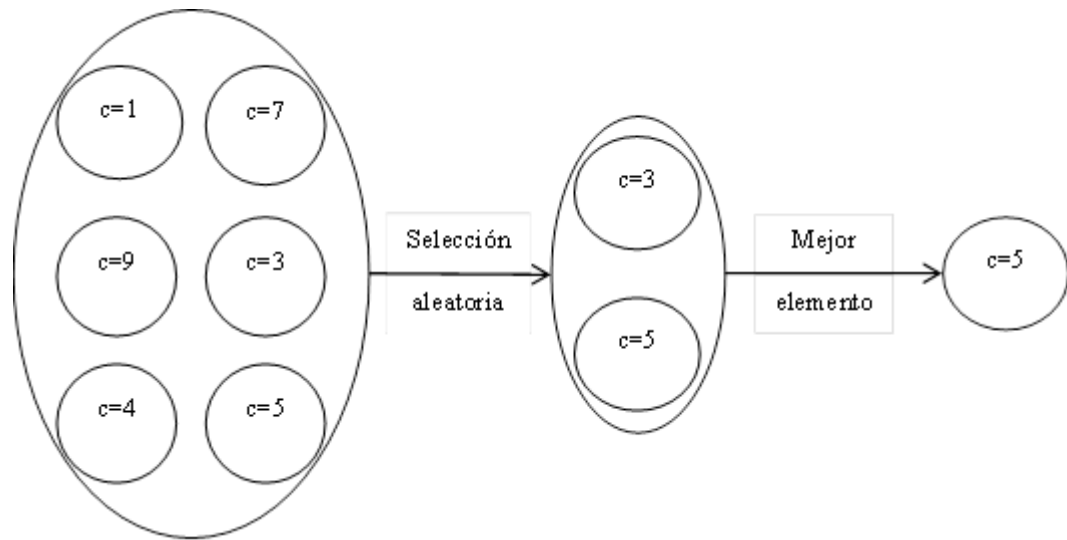 c=1
c=7
c=9
c=3
c=4
c=5
Selección
aleatoria
c=3
c=5
Mejor
elemento
c=5